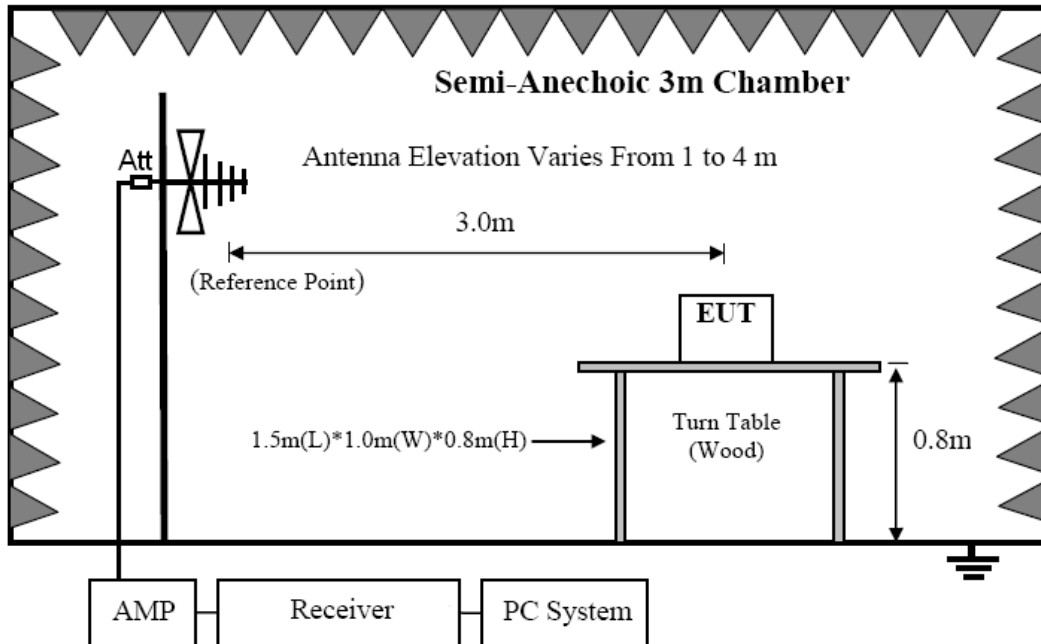 Semi-Anechoic 3m Chamber
Att
Antenna Elevation Varies From 1 to 4 m
3.0m
(Reference Point)
EUT
1.5m(L)*1.0m(W)*0.8m(H)
Turn Table
(Wood)
0.8m
AMP
Receiver
PC System